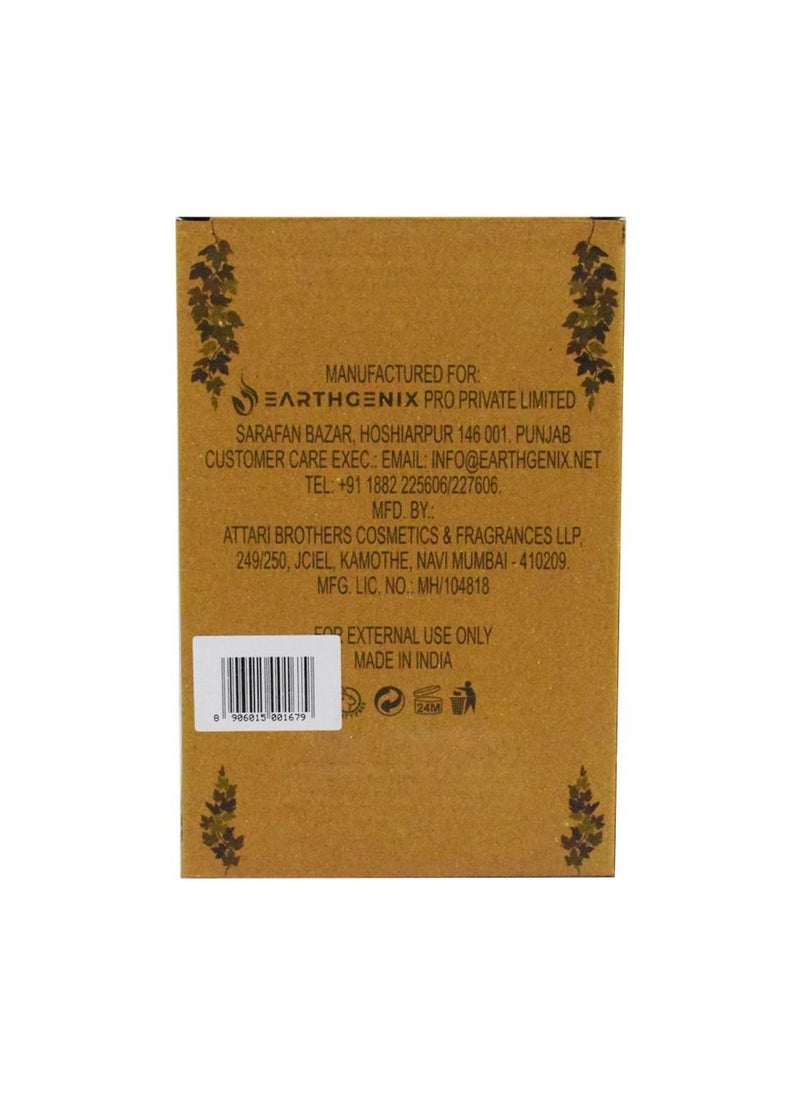 MANUFACTURED FOR:
EARTHGENIX PRO PRIVATE LIMITED
SARAFAN BAZAR, HOSHIARPUR 146 001. PUNJAB
CUSTOMER CARE EXEC.: EMAIL: INFO@EARTHGENIX.NET
TEL: +91 1882 225606/227606.
MFD. BY.:
ATTARI BROTHERS COSMETICS & FRAGRANCES LLP,
249/250, JCIEL, KAMOTHE, NAVI MUMBAI - 410209.
MFG. LIC. NO.: MH/104818
FOR EXTERNAL USE ONLY
MADE IN INDIA
24M
8 906015 001679